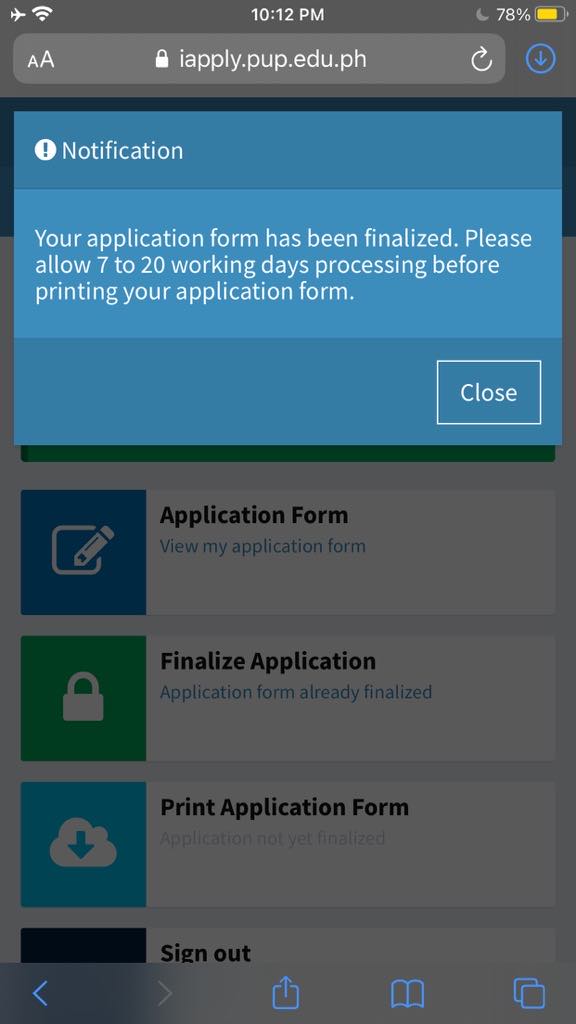 10:12 PM
78%
AA
iapply.pup.edu.ph
Notification
Your application form has been finalized. Please
allow 7 to 20 working days processing before
printing your application form.
Close
Application Form
View my application form
Finalize Application
Application form already finalized
Print Application Form
Application not yet finalized
Sign out